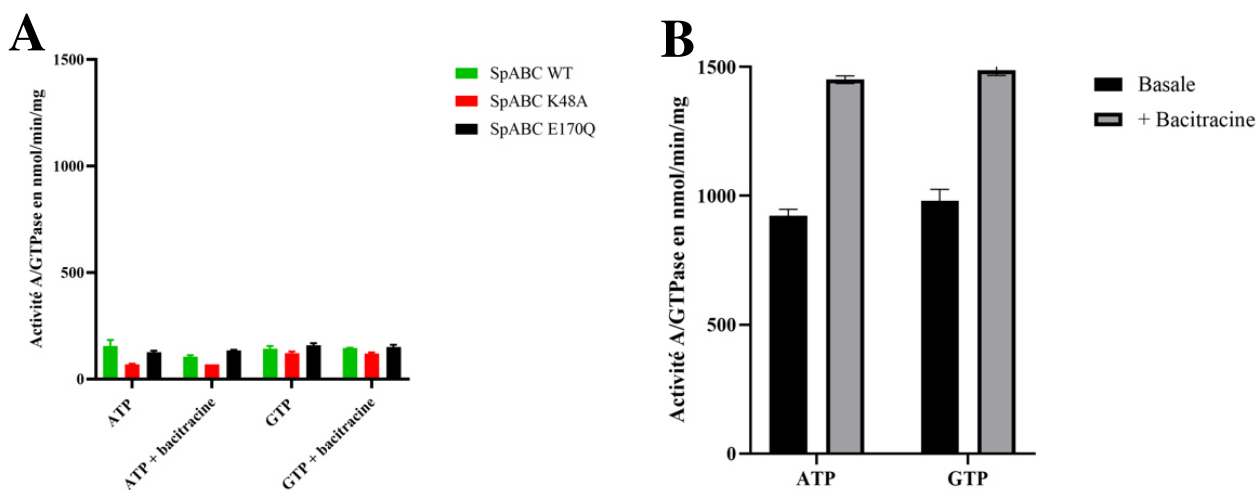 A
Activité A/GTPase en nmol/min/mg
1500
1000
500
0
ATP
ATP + bacitracine
GTP
GTP + bacitracine
SpABC WT
SpABC K48A
SpABC E170Q
B
Activité A/GTPase en nmol/min/mg
1500
1000
500
0
ATP
GTP
Basale
+ Bacitracine